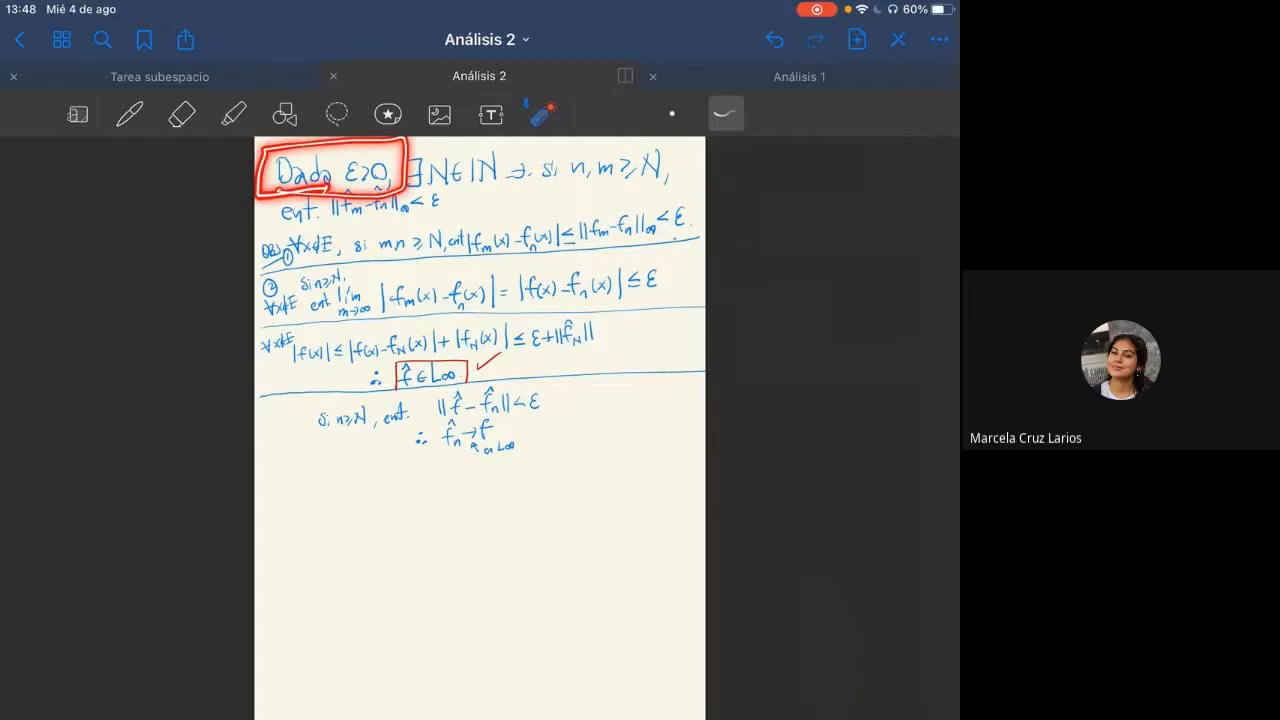 13:48 Mié 4 de ago 60%
Análisis 2
Tarea subespacio Análisis 2 Análisis 1
Dada ε>0, ∃N∈ℕ ⇒. si n, m ≥ N,
ent. ||f̂m - f̂n||∞ < ε
OBS ① ∀x∉E, si m,n ≥ N, ent |fm(x) - fn(x)| ≤ ||fm - fn||∞ < ε.
② si n≥N,
∀x∉E ent lím m→∞ |fm(x) - fn(x)| = |f(x) - fn(x)| ≤ ε
∀x∉E |f(x)| ≤ |f(x) - fN(x)| + |fN(x)| ≤ ε + ||f̂N||
∴ f̂ ∈ L∞ ✓
si n≥N, ent. ||f̂ - f̂n|| < ε
∴ f̂n → f
en L∞
Marcela Cruz Larios